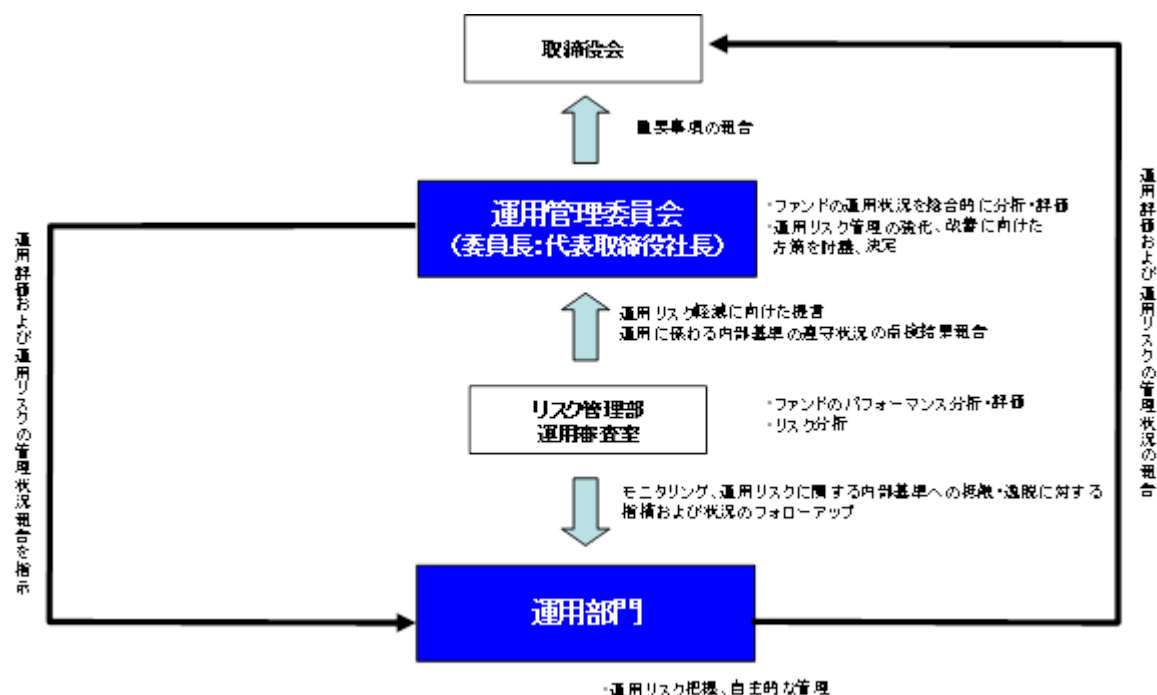 取締役会
重要事項の報告
運用管理委員会
（委員長：代表取締役社長）
・ファンドの運用状況を総合的に分析・評価
・運用リスク管理の強化、改善に向けた
方策を討議、決定
運用リスク軽減に向けた提言
運用に係わる内部基準の遵守状況の点検結果報告
リスク管理部
運用審査室
・ファンドのパフォーマンス分析・評価
・リスク分析
モニタリング、運用リスクに関する内部基準への抵触・逸脱に対する
指摘および状況のフォローアップ
運用部門
・運用リスク把握、自主的な管理
運用評価および運用リスクの管理状況報告を指示
運用評価および運用リスクの管理状況の報告